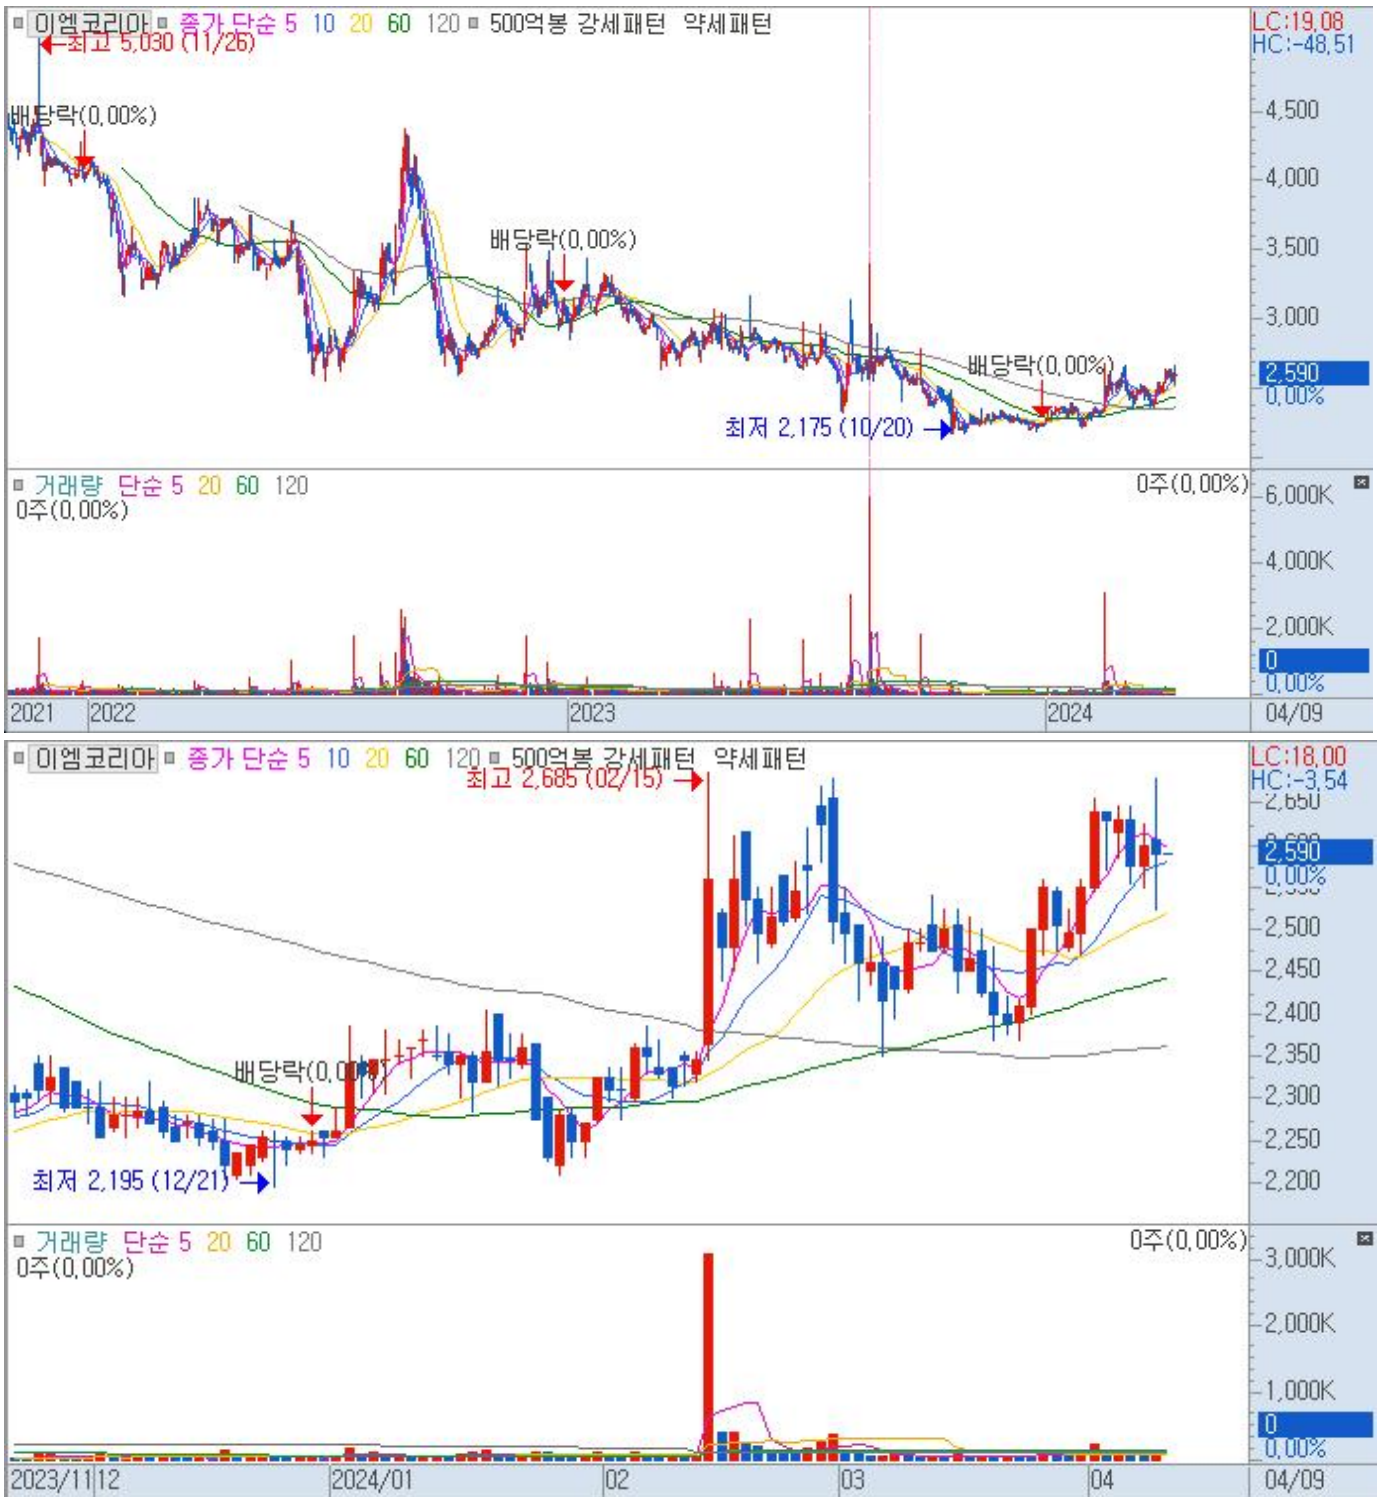 이엠코리아 종가 단순 5 10 20 60 120 500억봉 강세패턴 약세패턴
LC:19,08
HC:-48,51
최고 5,030 (11/26)
배당락(0,00%)
4,500
4,000
배당락(0,00%)
3,500
3,000
배당락(0,00%)
2,590
0,00%
최저 2,175 (10/20)
거래량 단순 5 20 60 120
0주(0,00%)
0주(0,00%)
6,000K
4,000K
2,000K
0
0,00%
2021 2022 2023 2024 04/09
이엠코리아 종가 단순 5 10 20 60 120 500억봉 강세패턴 약세패턴
LC:18,00
HC:-3,54
최고 2,685 (02/15)
2,650
2,590
0,00%
2,500
2,450
2,400
2,350
배당락(0,00%)
2,300
2,250
최저 2,195 (12/21)
2,200
거래량 단순 5 20 60 120
0주(0,00%)
0주(0,00%)
3,000K
2,000K
1,000K
0
0,00%
2023/11 12 2024/01 02 03 04 04/09